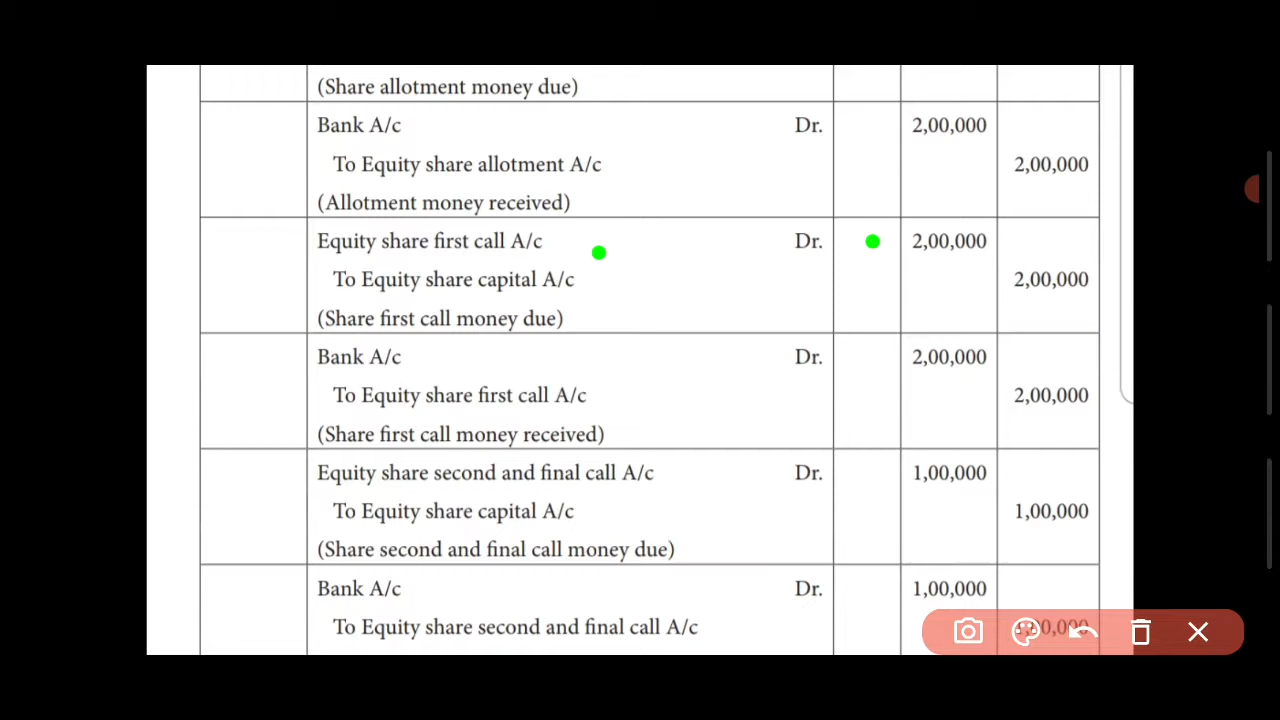 (Share allotment money due)
Bank A/c Dr. 2,00,000
To Equity share allotment A/c 2,00,000
(Allotment money received)
Equity share first call A/c Dr. 2,00,000
To Equity share capital A/c 2,00,000
(Share first call money due)
Bank A/c Dr. 2,00,000
To Equity share first call A/c 2,00,000
(Share first call money received)
Equity share second and final call A/c Dr. 1,00,000
To Equity share capital A/c 1,00,000
(Share second and final call money due)
Bank A/c Dr. 1,00,000
To Equity share second and final call A/c